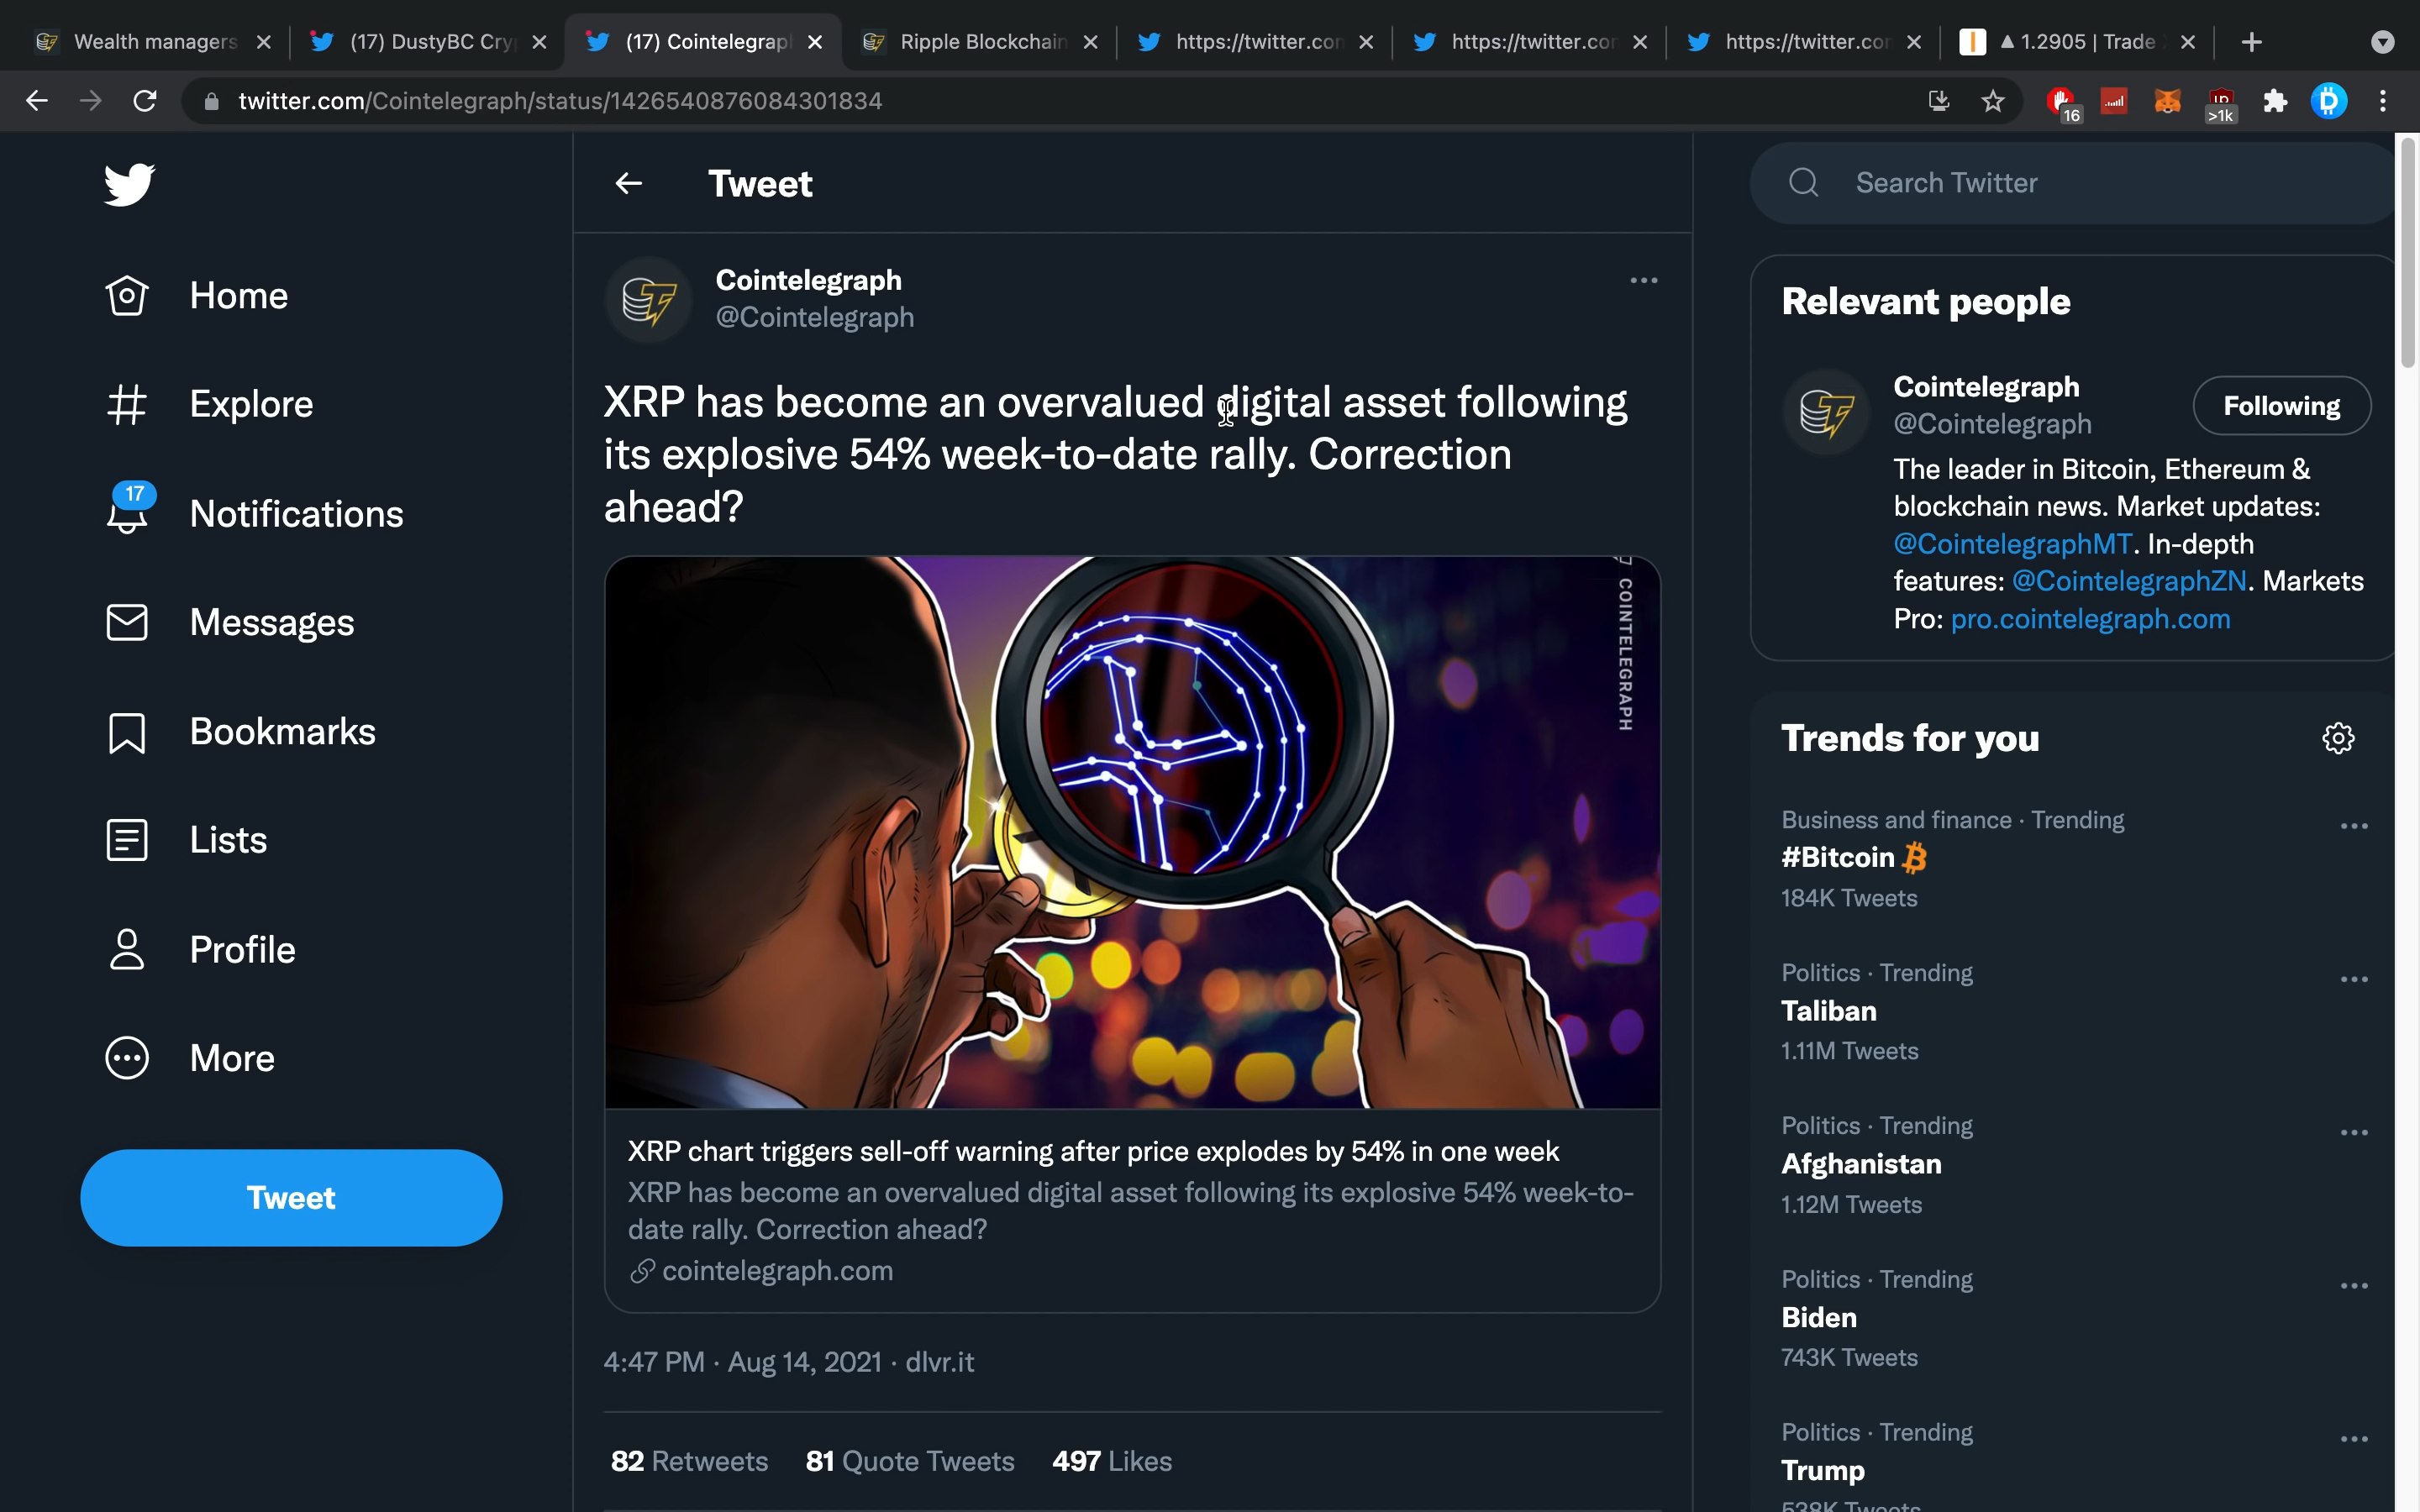 Wealth managers
(17) DustyBC Cry
(17) Cointelegrap
Ripple Blockchain
https://twitter.con
https://twitter.cor
https://twitter.cor
▲ 1.2905 | Trade
twitter.com/Cointelegraph/status/1426540876084301834
16
>1k
Home
Explore
17
Notifications
Messages
Bookmarks
Lists
Profile
More
Tweet
Tweet
Cointelegraph
@Cointelegraph
XRP has become an overvalued digital asset following
its explosive 54% week-to-date rally. Correction
ahead?
COINTELEGRAPH
XRP chart triggers sell-off warning after price explodes by 54% in one week
XRP has become an overvalued digital asset following its explosive 54% week-to-
date rally. Correction ahead?
cointelegraph.com
4:47 PM · Aug 14, 2021 · dlvr.it
82 Retweets 81 Quote Tweets 497 Likes
Search Twitter
Relevant people
Cointelegraph
@Cointelegraph
Following
The leader in Bitcoin, Ethereum &
blockchain news. Market updates:
@CointelegraphMT. In-depth
features: @CointelegraphZN. Markets
Pro: pro.cointelegraph.com
Trends for you
Business and finance · Trending
#Bitcoin
184K Tweets
Politics · Trending
Taliban
1.11M Tweets
Politics · Trending
Afghanistan
1.12M Tweets
Politics · Trending
Biden
743K Tweets
Politics · Trending
Trump
538K Tweets